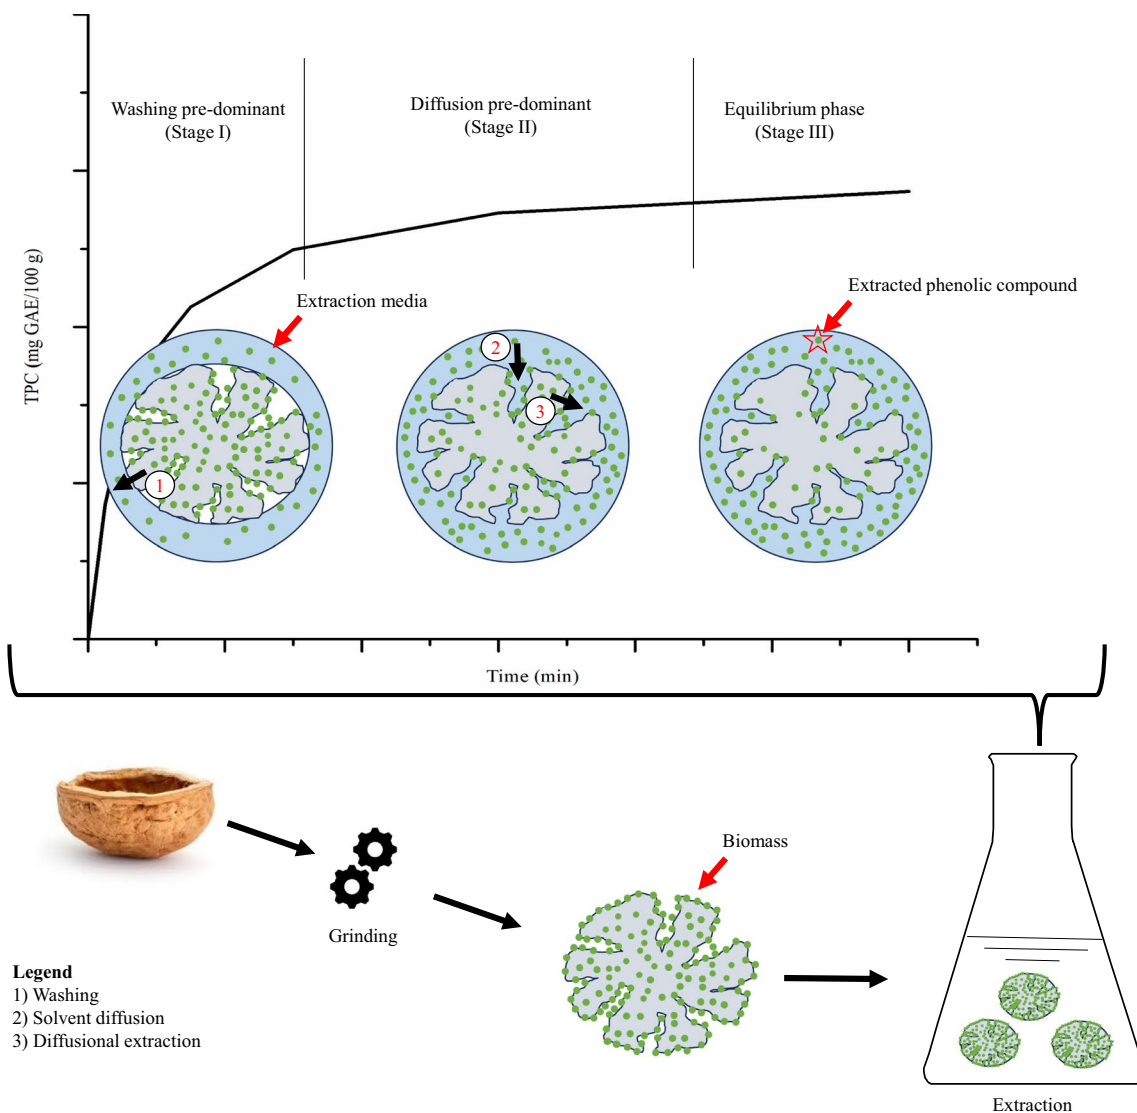 Washing pre-dominant
(Stage I)
Diffusion pre-dominant
(Stage II)
Equilibrium phase
(Stage III)
TPC (mg GAE/100 g)
Extraction media
Extracted phenolic compound
1
2
3
Time (min)
Grinding
Biomass
Legend
1) Washing
2) Solvent diffusion
3) Diffusional extraction
Extraction